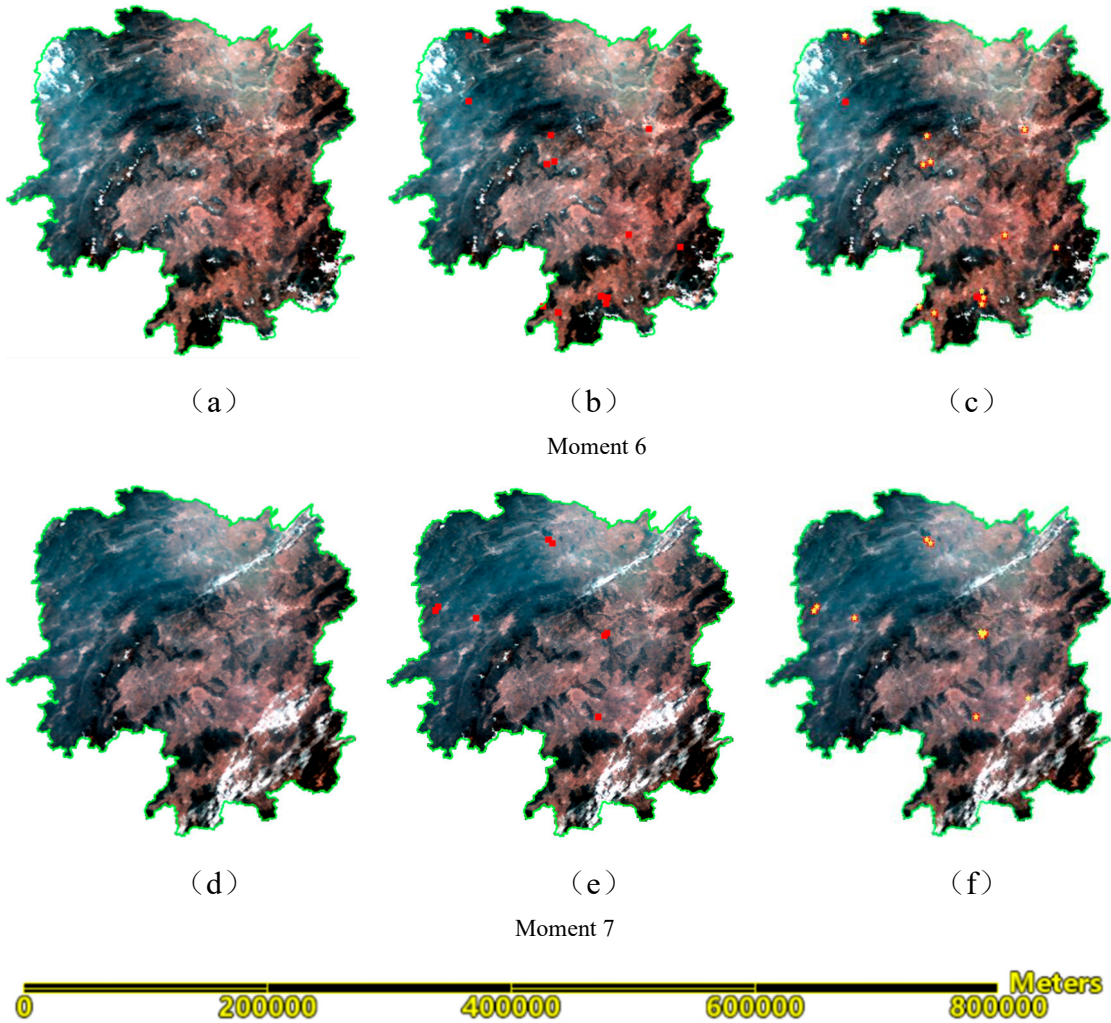 （a）
（b）
（c）
Moment 6
（d）
（e）
（f）
Moment 7
Meters
0 200000 400000 600000 800000